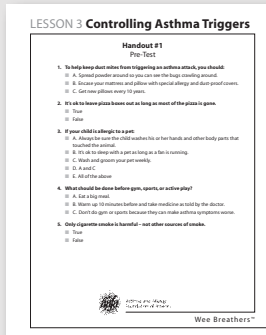 LESSON 3 Controlling Asthma Triggers
Handout #1
Pre-Test
1. To help keep dust mites from triggering an asthma attack, you should:
A. Spread powder around so you can see the bugs crawling around.
B. Encase your mattress and pillow with special allergy and dust-proof covers.
C. Get new pillows every 10 years.
2. It's ok to leave pizza boxes out as long as most of the pizza is gone.
True
False
3. If your child is allergic to a pet:
A. Always be sure the child washes his or her hands and other body parts that
touched the animal.
B. It's ok to sleep with a pet as long as a fan is running.
C. Wash and groom your pet weekly.
D. A and C
E. All of the above
4. What should be done before gym, sports, or active play?
A. Eat a big meal.
B. Warm up 10 minutes before and take medicine as told by the doctor.
C. Don't do gym or sports because they can make asthma symptoms worse.
5. Only cigarette smoke is harmful – not other sources of smoke.
True
False
Wee Breathers™